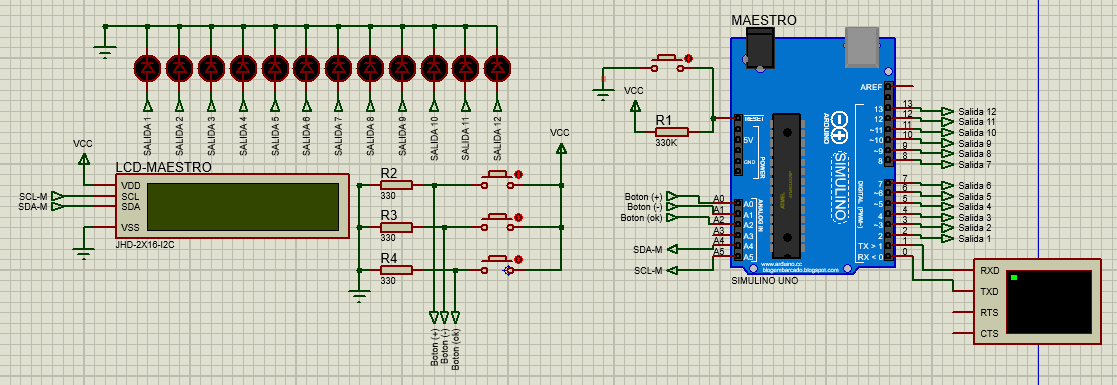 MAESTRO
SALIDA 1
SALIDA 2
SALIDA 3
SALIDA 4
SALIDA 5
SALIDA 6
SALIDA 7
SALIDA 8
SALIDA 9
SALIDA 10
SALIDA 11
SALIDA 12
VCC
LCD-MAESTRO
SCL-M
SDA-M
VDD
SCL
SDA
VSS
JHD-2X16-I2C
VCC
R2
330
R3
330
R4
330
Boton (+)
Boton (-)
Boton (ok)
VCC
R1
330K
RESET
5V
GND
POWER
ANALOG IN
A0
A1
A2
A3
A4
A5
Boton (+)
Boton (-)
Boton (ok)
SDA-M
SCL-M
A0
A1
A2
A3
A4
A5
ARDUINO
SIMULINO
DIGITAL (PWM~)
AREF
13
12
~11
~10
~9
8
7
~6
~5
4
~3
2
TX > 1
RX < 0
www.arduino.cc
blogembarcado.blogspot.com
SIMULINO UNO
13
12
11
10
9
8
7
6
5
4
3
2
1
0
Salida 12
Salida 11
Salida 10
Salida 9
Salida 8
Salida 7
Salida 6
Salida 5
Salida 4
Salida 3
Salida 2
Salida 1
RXD
TXD
RTS
CTS